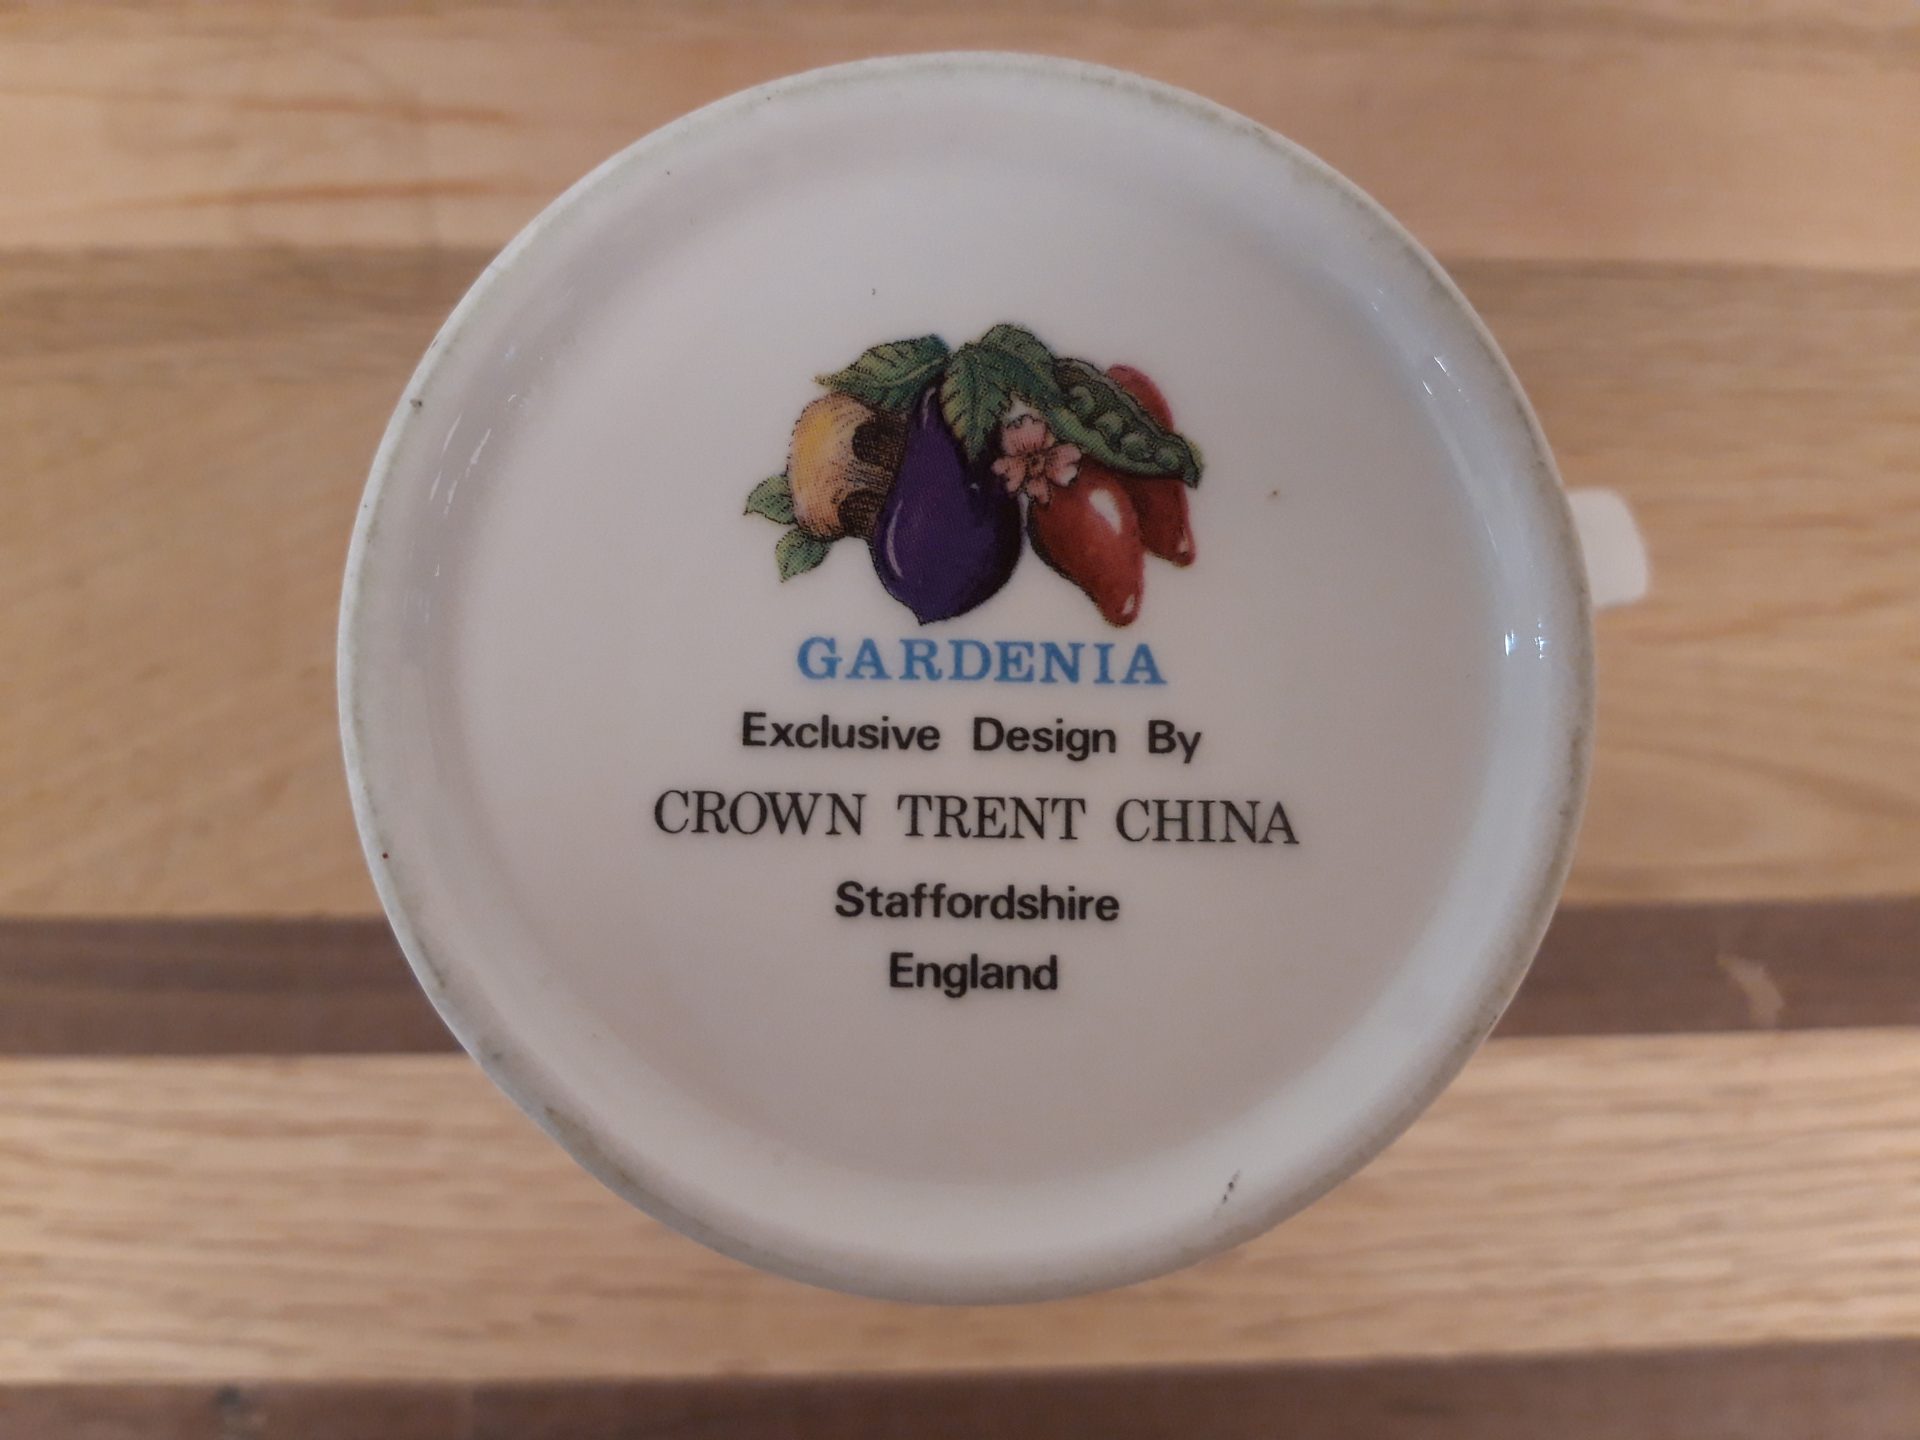 GARDENIA
Exclusive Design By
CROWN TRENT CHINA
Staffordshire
England